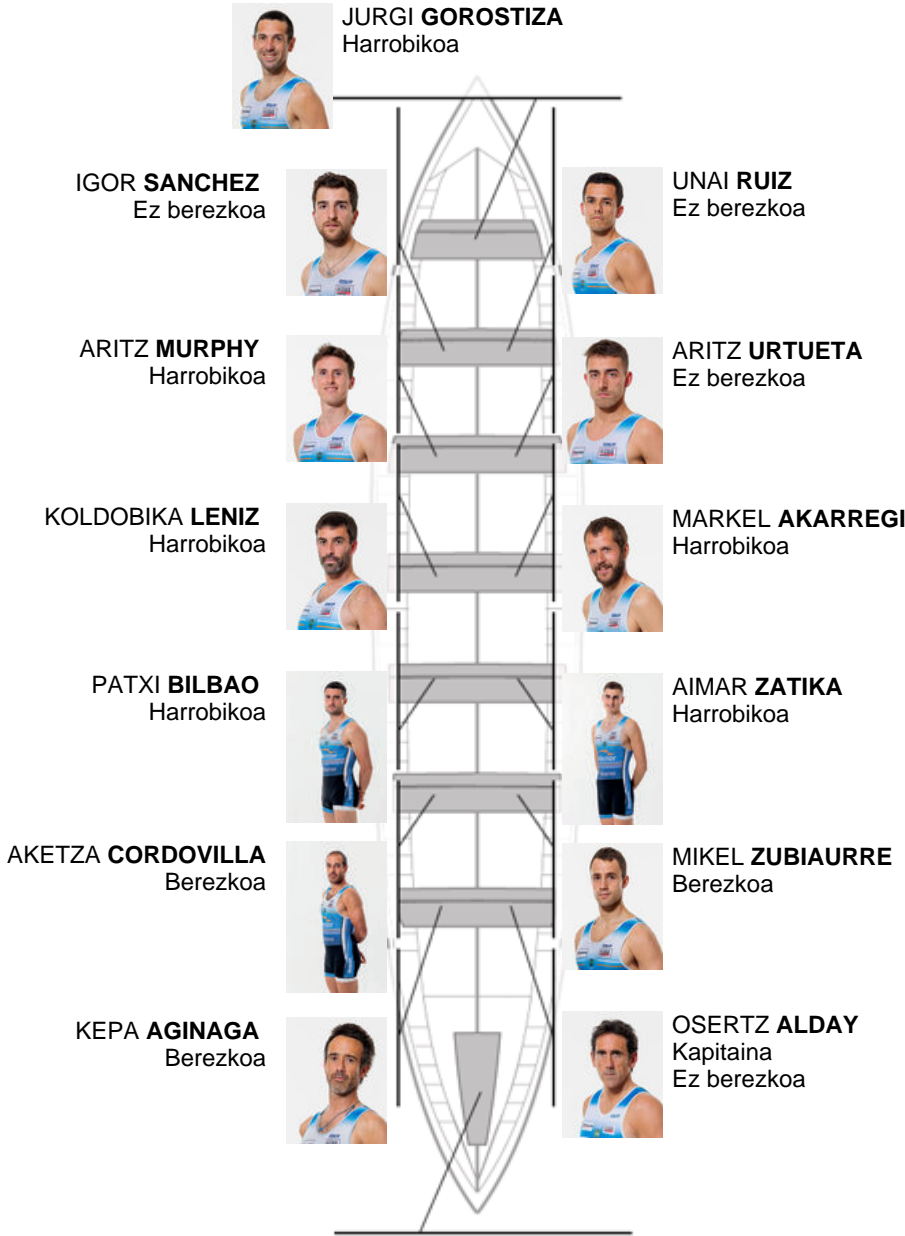 JURGI GOROSTIZA
Harrobikoa
IGOR SANCHEZ
Ez berezkoa
UNAI RUIZ
Ez berezkoa
ARITZ MURPHY
Harrobikoa
ARITZ URTUETA
Ez berezkoa
KOLDOBIKA LENIZ
Harrobikoa
MARKEL AKARREGI
Harrobikoa
PATXI BILBAO
Harrobikoa
AIMAR ZATIKA
Harrobikoa
AKETZA CORDOVILLA
Berezkoa
MIKEL ZUBIAURRE
Berezkoa
KEPA AGINAGA
Berezkoa
OSERTZ ALDAY
Kapitaina
Ez berezkoa